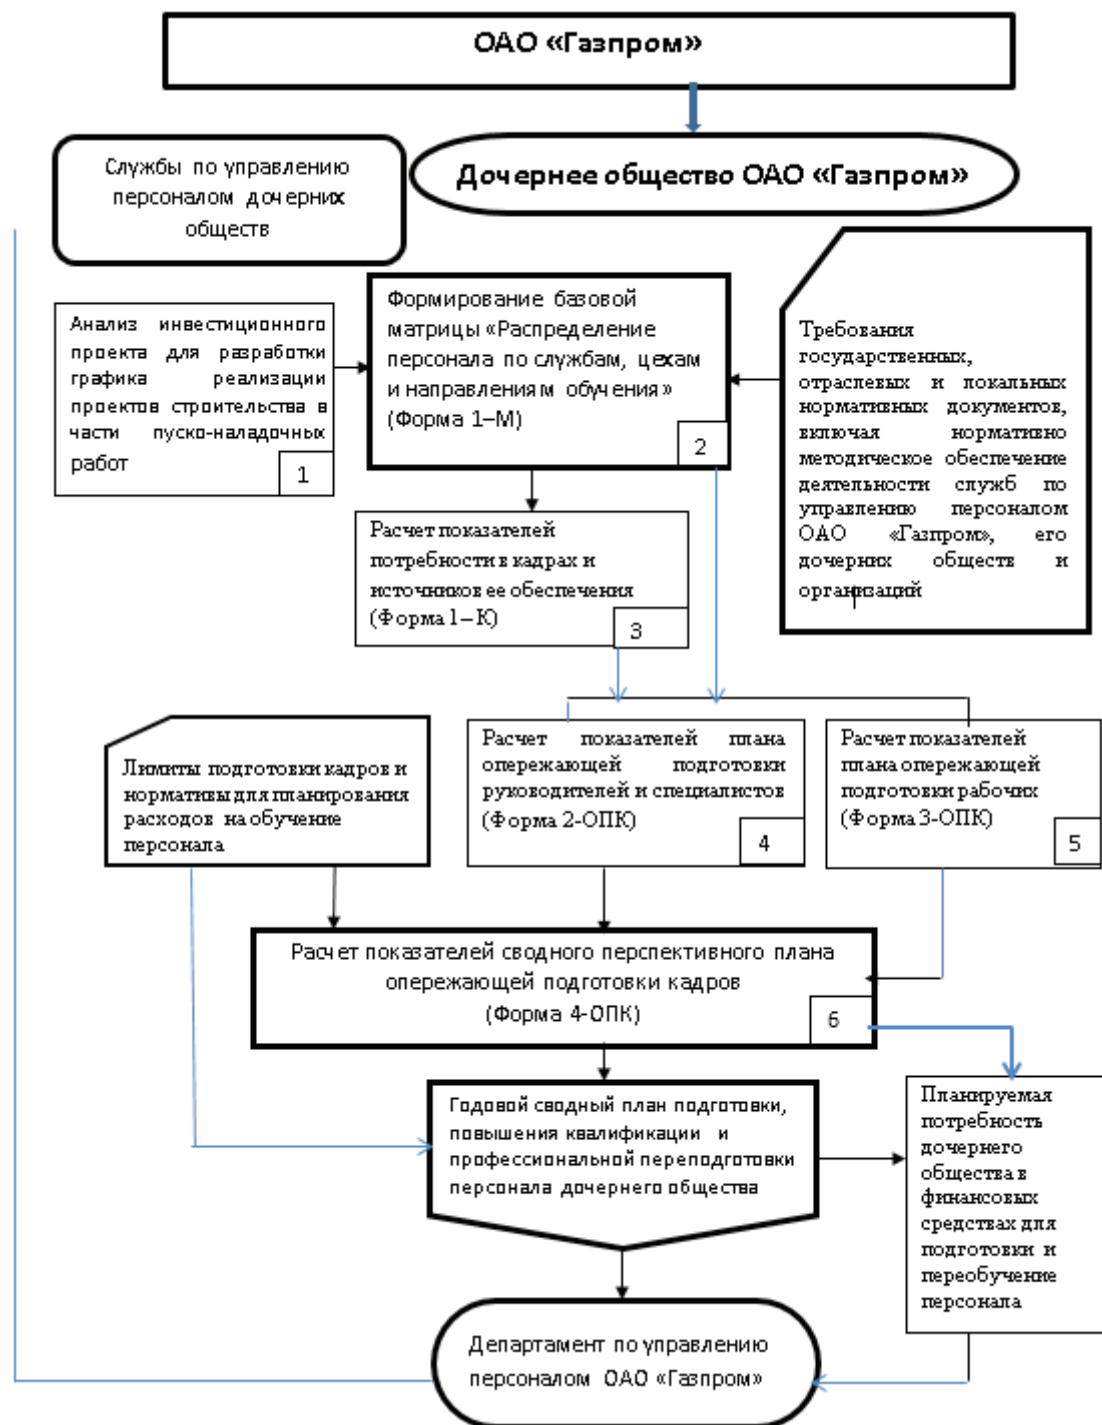 ОАО «Газпром»
Службы по управлению
персоналом дочерних
обществ
Дочернее общество ОАО «Газпром»
Анализ инвестиционного
проекта для разработки
графика реализации
проектов строительства в
части пуско-наладочных
работ
1
Формирование базовой
матрицы «Распределение
персонала по службам, цехам
и направлениям обучения»
(Форма 1–М)
2
Требования
государственных,
отраслевых и локальных
нормативных документов,
включая нормативно
методическое обеспечение
деятельности служб по
управлению персоналом
ОАО «Газпром», его
дочерних обществ и
организаций
Расчет показателей
потребности в кадрах и
источников ее обеспечения
(Форма 1– К)
3
Лимиты подготовки кадров и
нормативы для планирования
расходов на обучение
персонала
Расчет показателей плана
опережающей подготовки
руководителей и специалистов
(Форма 2-ОПК)
4
Расчет показателей
плана опережающей
подготовки рабочих
(Форма 3-ОПК)
5
Расчет показателей сводного перспективного плана
опережающей подготовки кадров
(Форма 4-ОПК)
6
Годовой сводный план подготовки,
повышения квалификации и
профессиональной переподготовки
персонала дочернего общества
Планируемая
потребность
дочернего
общества в
финансовых
средствах для
подготовки и
переобучение
персонала
Департамент по управлению
персоналом ОАО «Газпром»